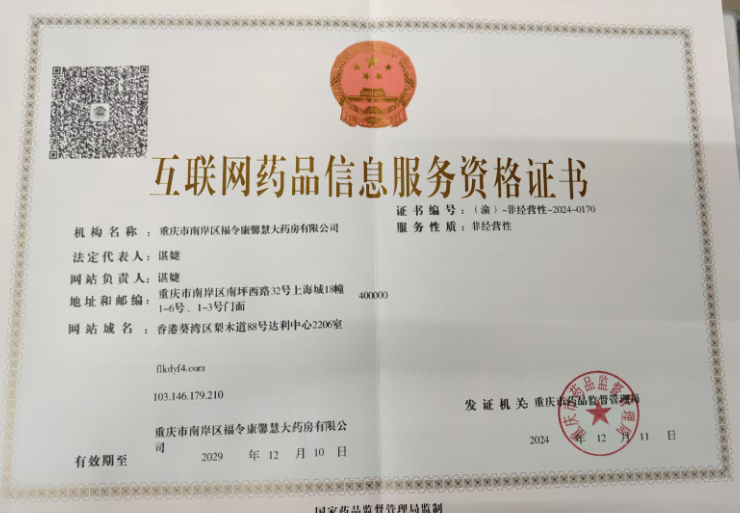 互联网药品信息服务资格证书
证书编号：（渝）-非经营性-2024-0170
服务性质：非经营性
机构名称：重庆市南岸区福令康馨慧大药房有限公司
法定代表人：谌婕
网站负责人：谌婕
地址和邮编：重庆市南岸区南坪西路32号上海城18幢 400000
1-6号、1-3号门面
网站域名：香港葵湾区梨木道88号达利中心2206室
flkdyf4.com
103.146.179.210
发证机关：重庆市药品监督管理局
重庆市药品监督管理局
重庆市南岸区福令康馨慧大药房有限公
司
有效期至 2029 年 12 月 10 日
2024 年 12 月 11 日
国家药品监督管理局监制